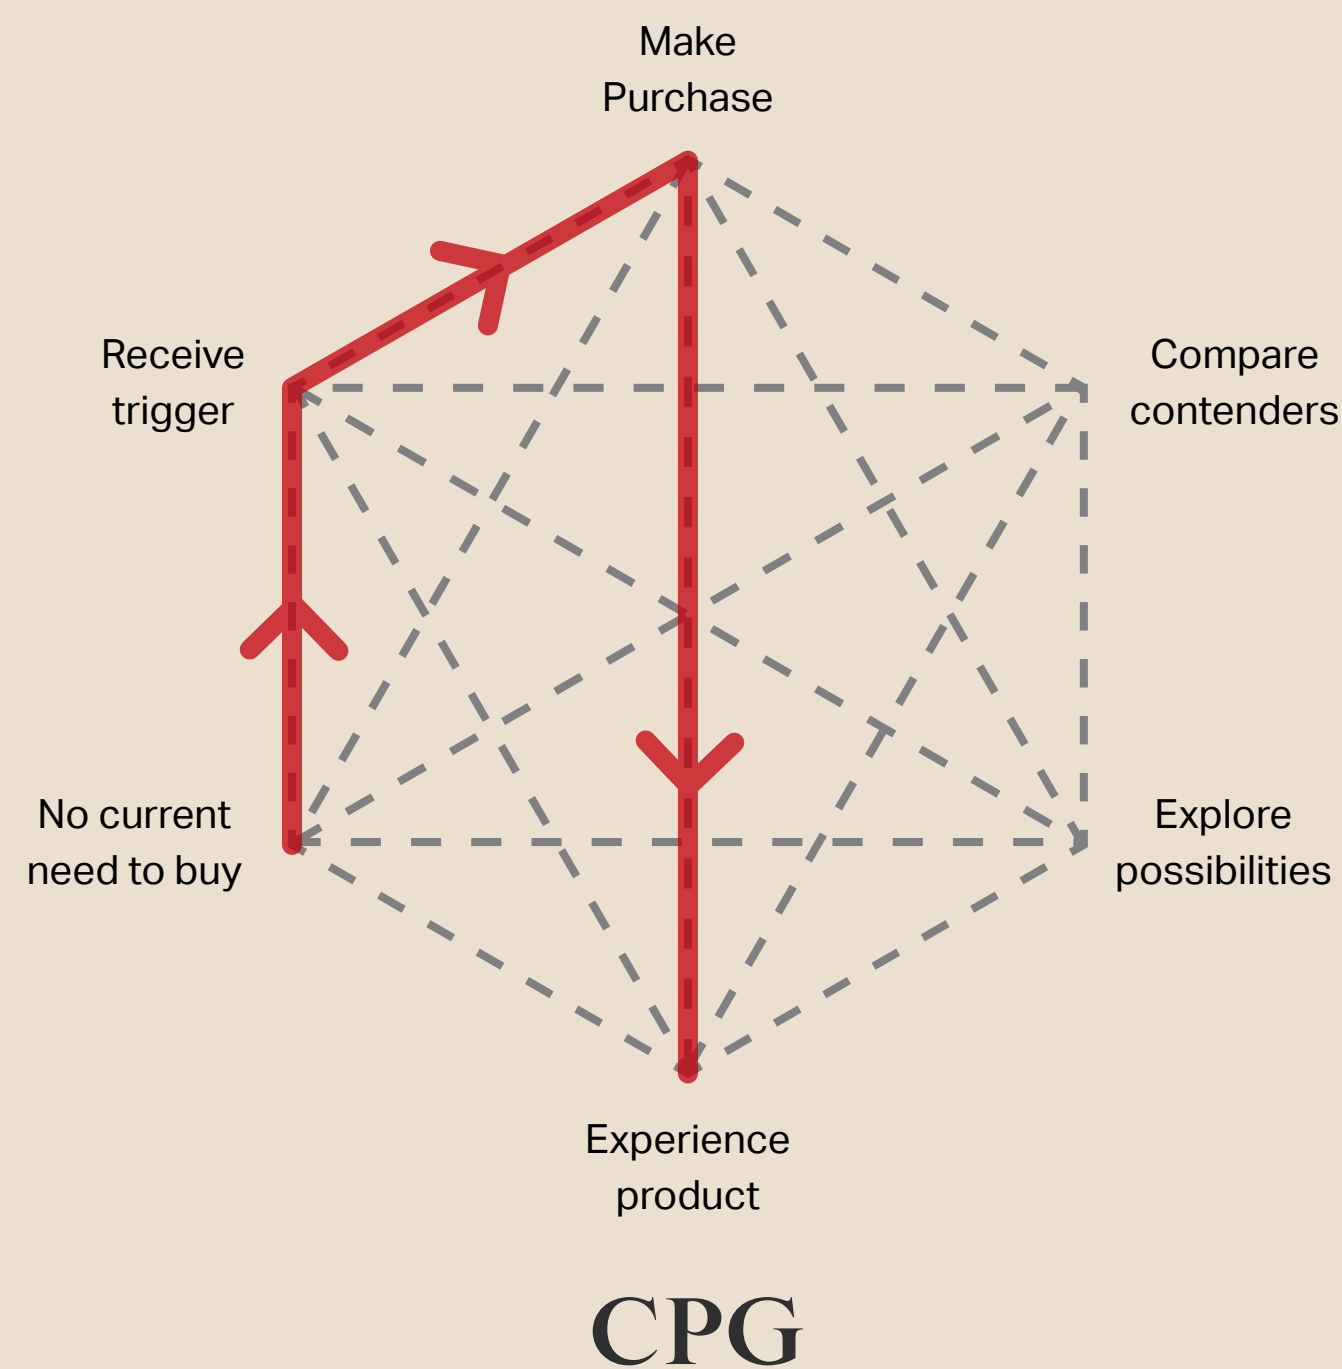 Make
Purchase
Receive
trigger
Compare
contenders
No current
need to buy
Explore
possibilities
Experience
product
CPG